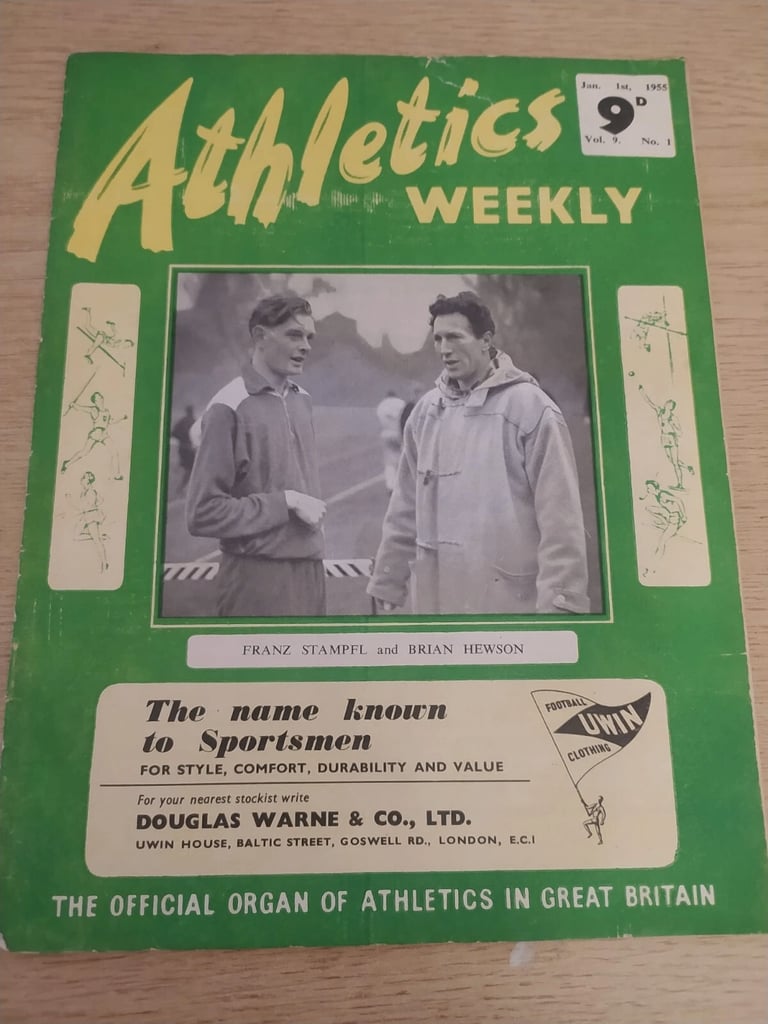 Athletics
WEEKLY
Jan. 1st, 1955
9D
Vol. 9. No. 1
FRANZ STAMPFL and BRIAN HEWSON
The name known
to Sportsmen
FOR STYLE, COMFORT, DURABILITY AND VALUE
For your nearest stockist write
DOUGLAS WARNE & CO., LTD.
UWIN HOUSE, BALTIC STREET, GOSWELL RD., LONDON, E.C.1
FOOTBALL
UWIN
CLOTHING
THE OFFICIAL ORGAN OF ATHLETICS IN GREAT BRITAIN